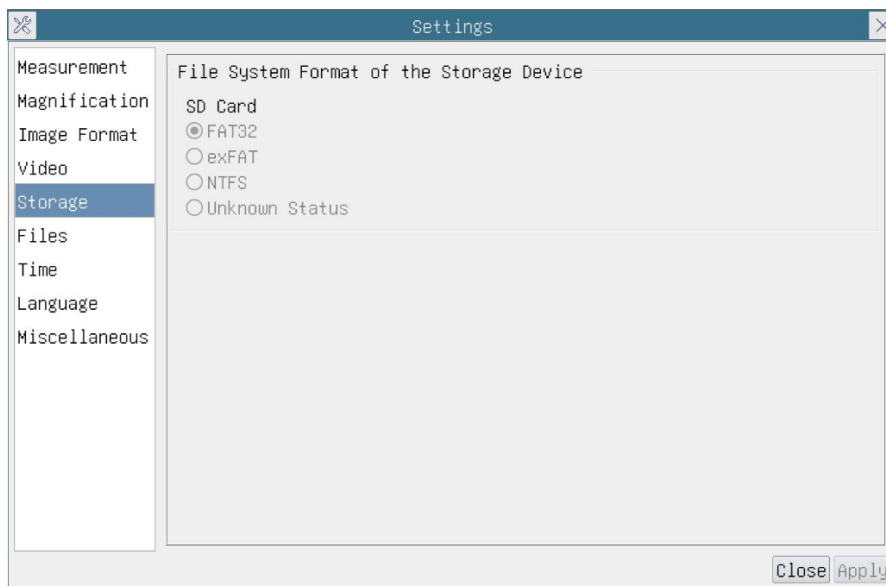 Settings
Measurement
Magnification
Image Format
Video
Storage
Files
Time
Language
Miscellaneous
File System Format of the Storage Device
SD Card
FAT32
exFAT
NTFS
Unknown Status
Close
Apply